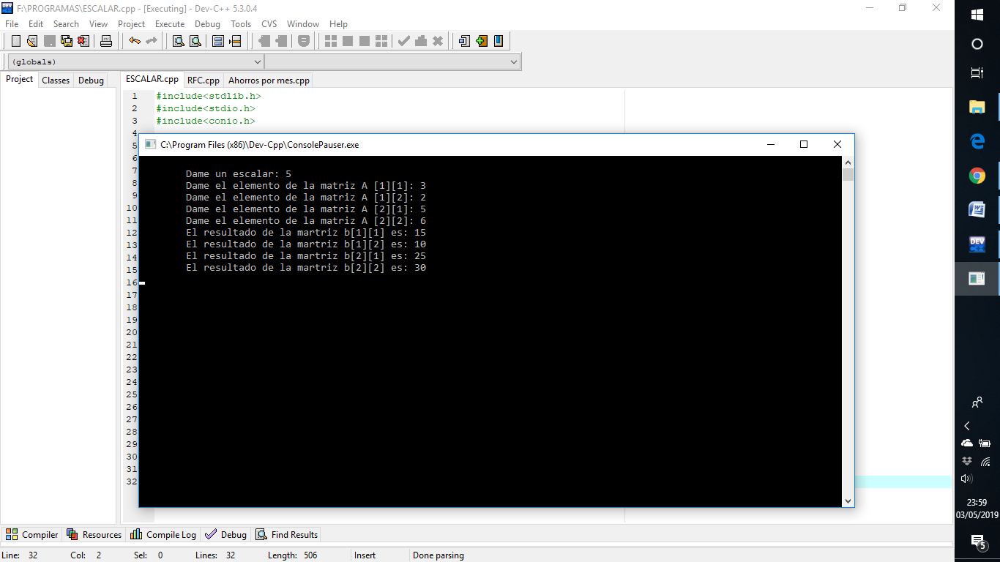 F:\PROGRAMAS\ESCALAR.cpp - [Executing] - Dev-C++ 5.3.0.4
File Edit Search View Project Execute Debug Tools CVS Window Help
(globals)
Project Classes Debug
ESCALAR.cpp RFC.cpp Ahorros por mes.cpp
1 #include<stdlib.h>
2 #include<stdio.h>
3 #include<conio.h>
4
5
6
7
8
9
10
11
12
13
14
15
16
17
18
19
20
21
22
23
24
25
26
27
28
29
30
31
32
C:\Program Files (x86)\Dev-Cpp\ConsolePauser.exe
Dame un escalar: 5
Dame el elemento de la matriz A [1][1]: 3
Dame el elemento de la matriz A [1][2]: 2
Dame el elemento de la matriz A [2][1]: 5
Dame el elemento de la matriz A [2][2]: 6
El resultado de la martriz b[1][1] es: 15
El resultado de la martriz b[1][2] es: 10
El resultado de la martriz b[2][1] es: 25
El resultado de la martriz b[2][2] es: 30
Compiler Resources Compile Log Debug Find Results
Line: 32 Col: 2 Sel: 0 Lines: 32 Length: 506 Insert Done parsing
DEV
23:59
03/05/2019
5